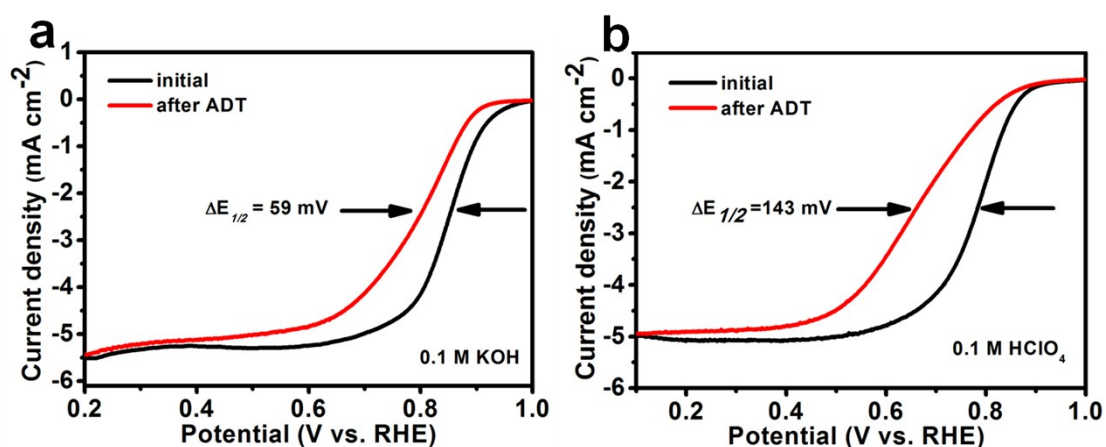 a
1
0
-1
-2
-3
-4
-5
-6
Current density (mA cm-2)
initial
after ADT
ΔE1/2 = 59 mV
0.1 M KOH
0.2 0.4 0.6 0.8 1.0
Potential (V vs. RHE)
b
1
0
-1
-2
-3
-4
-5
-6
Current density (mA cm-2)
initial
after ADT
ΔE1/2 =143 mV
0.1 M HClO4
0.2 0.4 0.6 0.8 1.0
Potential (V vs. RHE)